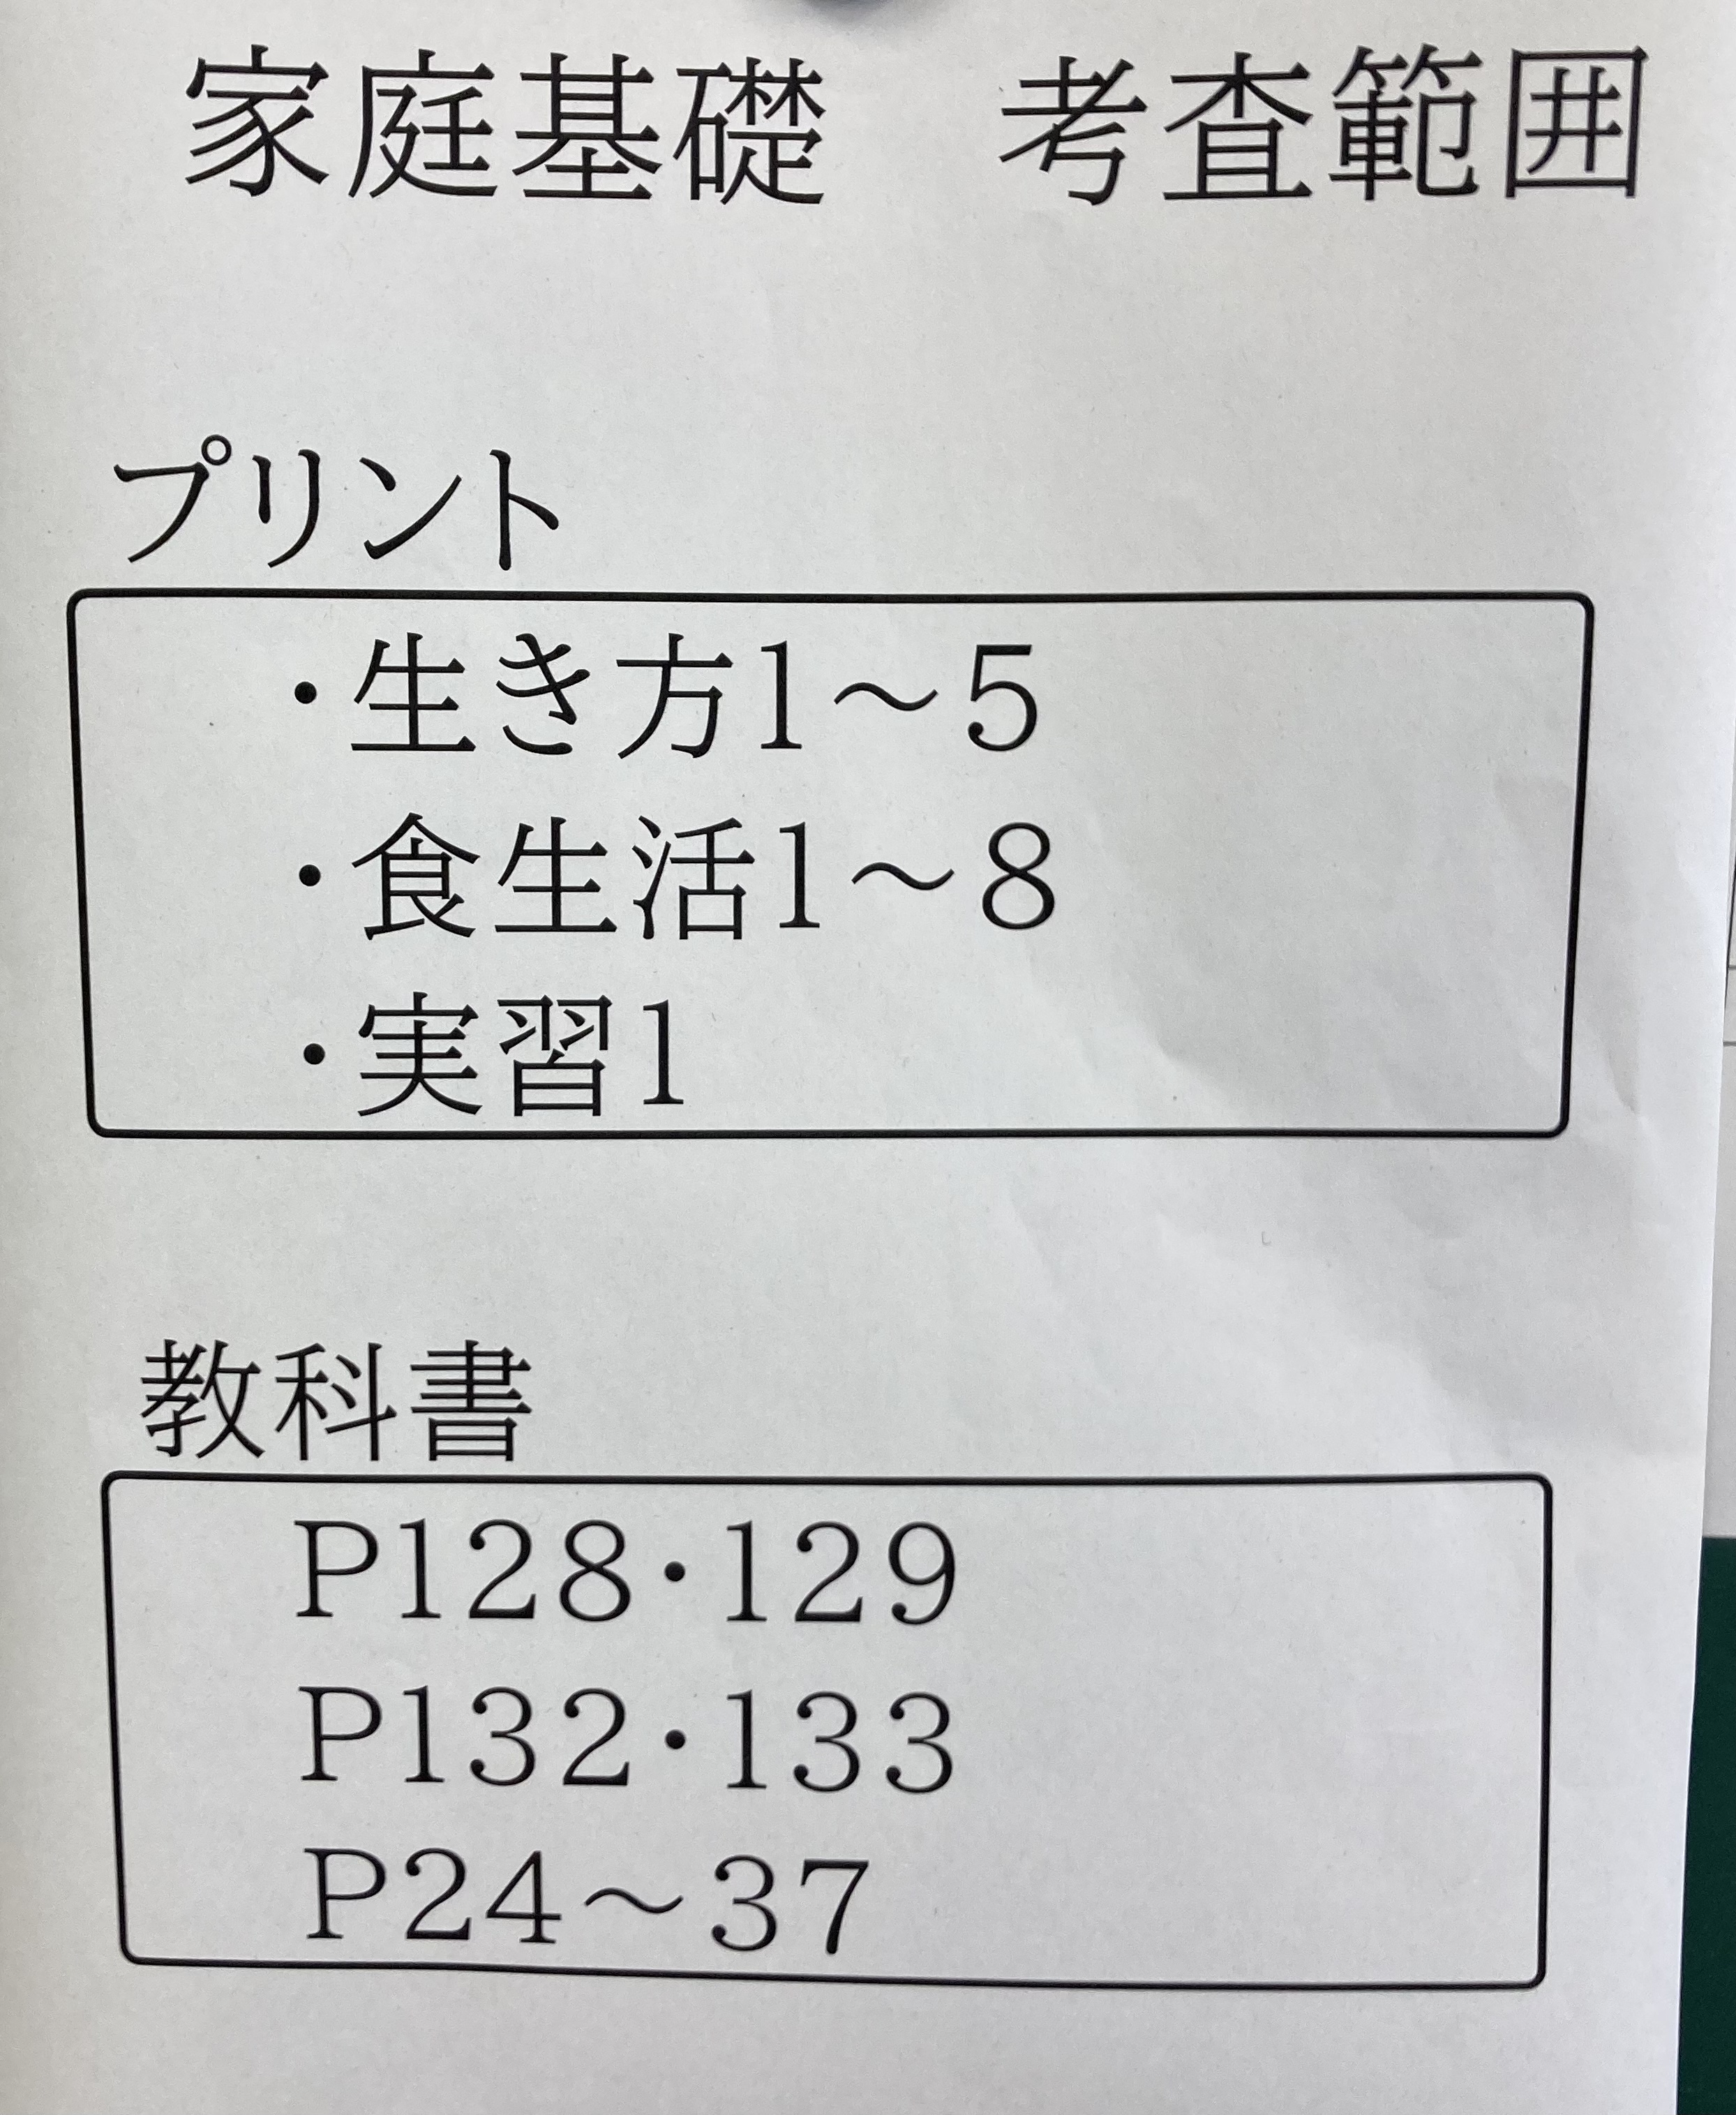 家庭基礎　考査範囲
プリント
・生き方1～5
・食生活1～8
・実習1
教科書
P128・129
P132・133
P24～37